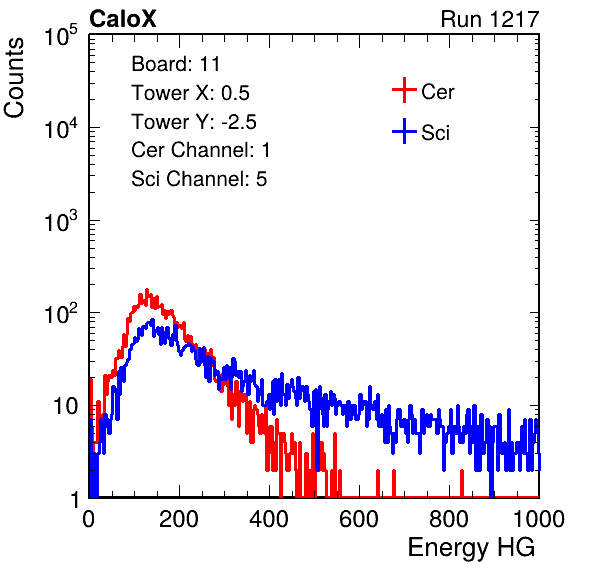 CaloX Run 1217
Counts
10^5
10^4
10^3
10^2
10
1
Board: 11
Tower X: 0.5
Tower Y: -2.5
Cer Channel: 1
Sci Channel: 5
Cer
Sci
0 200 400 600 800 1000
Energy HG